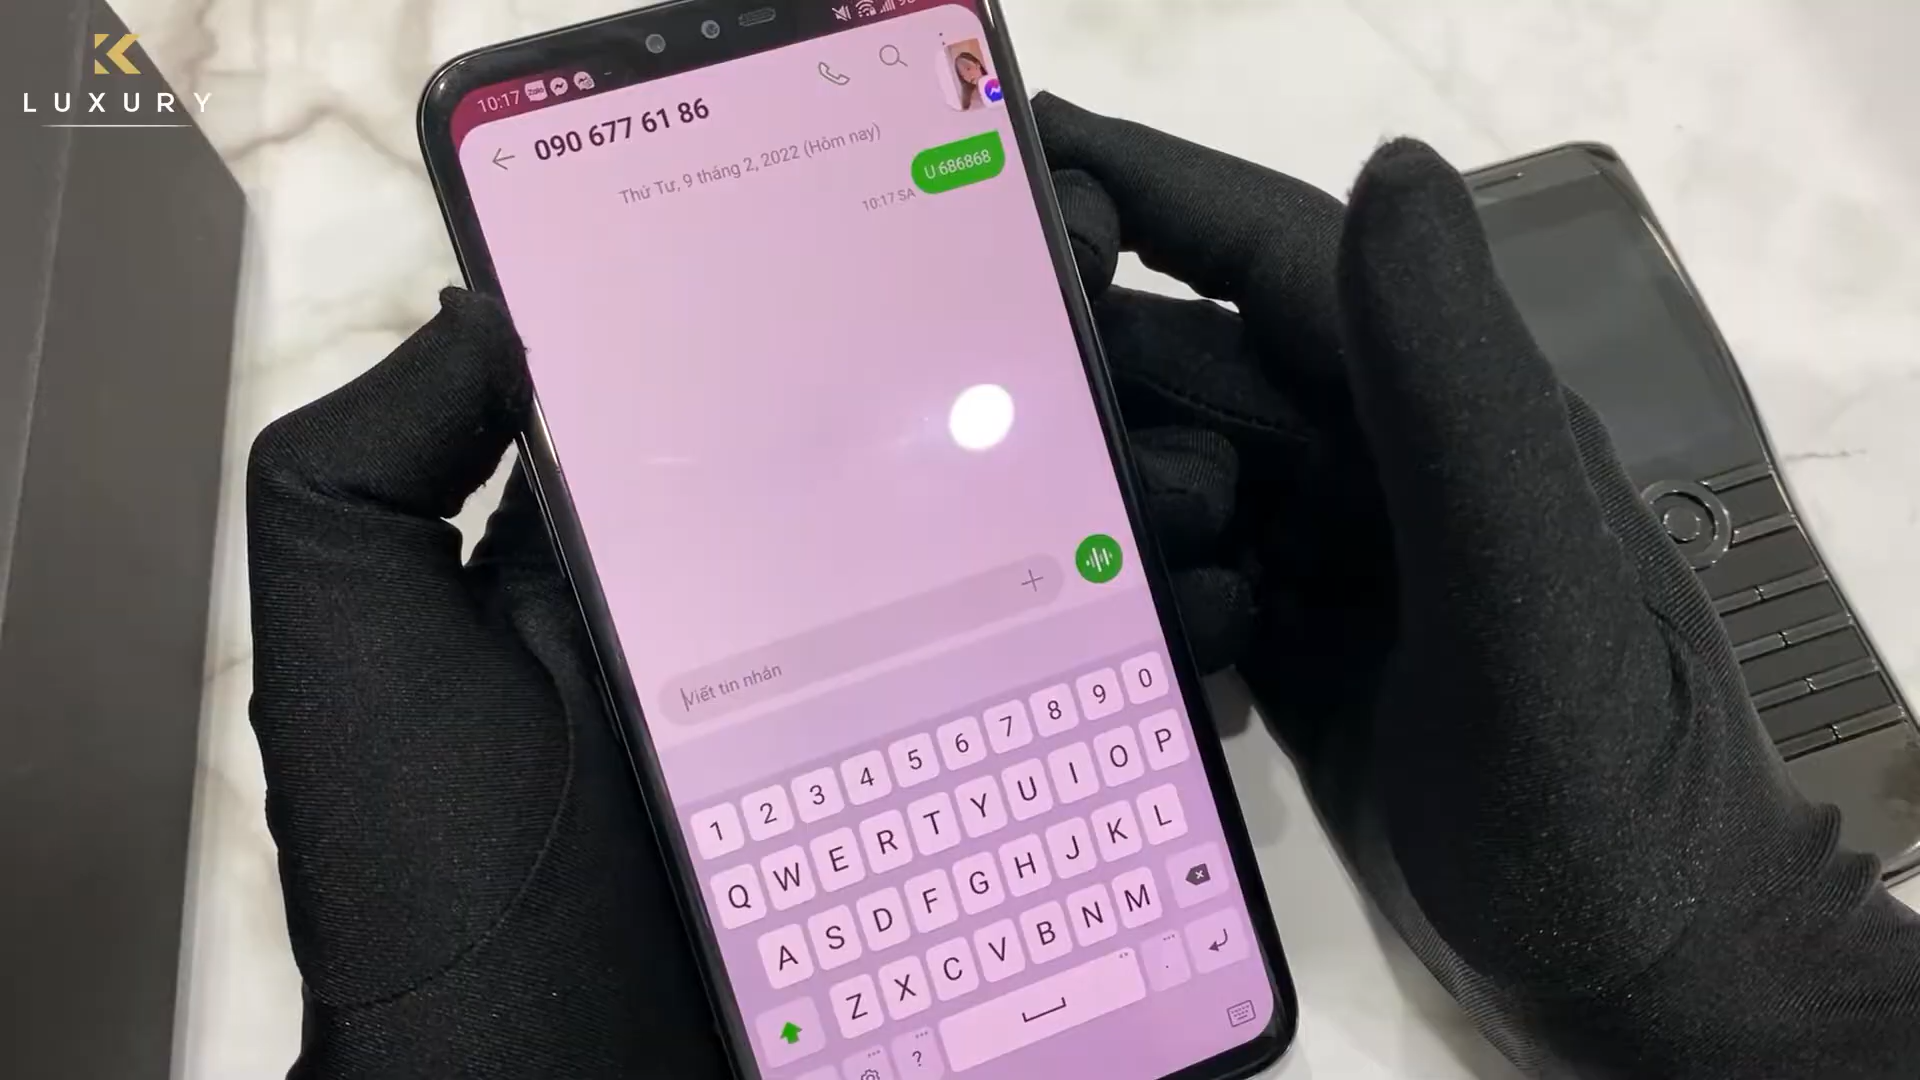 K
LUXURY
10:17
Zalo
090 677 61 86
Thứ Tư, 9 tháng 2, 2022 (Hôm nay)
U 686868
10:17 SA
Viết tin nhắn
1 2 3 4 5 6 7 8 9 0
Q W E R T Y U I O P
A S D F G H J K L
Z X C V B N M
? .